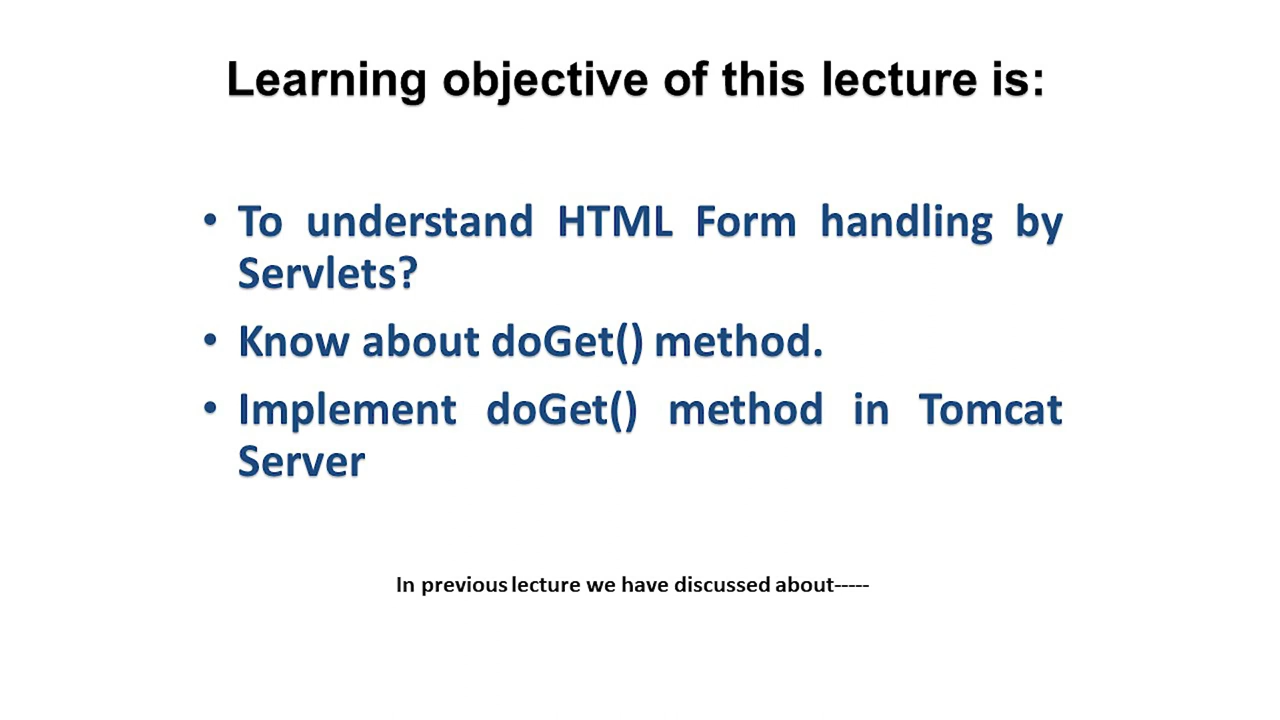 Learning objective of this lecture is:
• To understand HTML Form handling by
Servlets?
• Know about doGet() method.
• Implement doGet() method in Tomcat
Server
In previous lecture we have discussed about-----